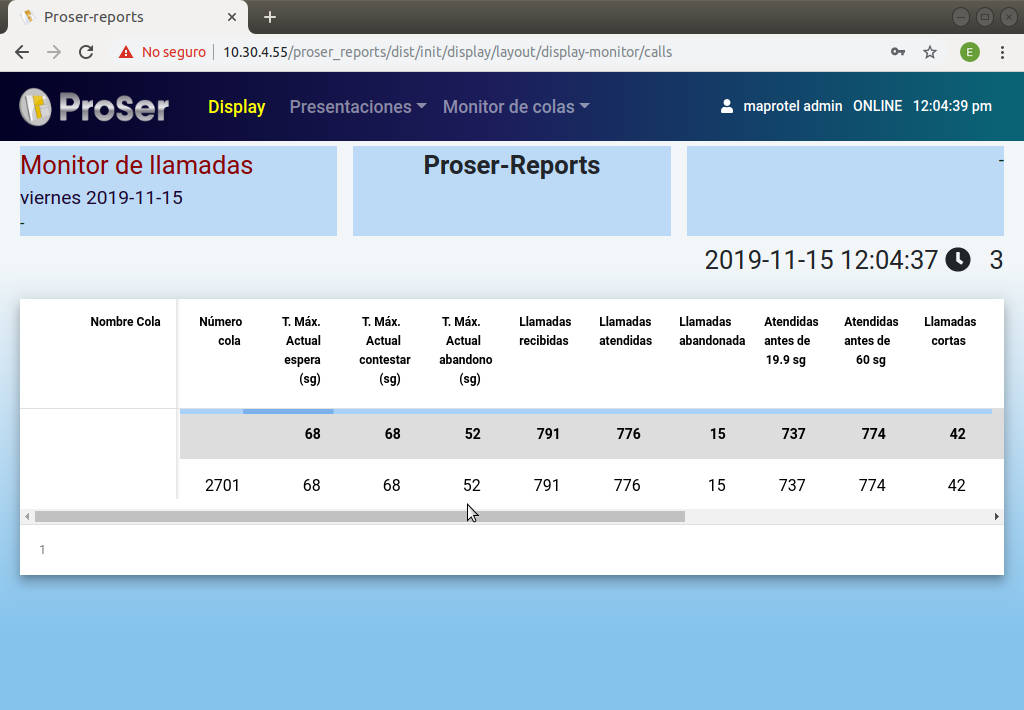 Proser-reports
No seguro 10.30.4.55/proser_reports/dist/init/display/layout/display-monitor/calls E
ProSer Display Presentaciones Monitor de colas maprotel admin ONLINE 12:04:39 pm
Monitor de llamadas
viernes 2019-11-15
-
Proser-Reports
-
2019-11-15 12:04:37 3
Nombre Cola
Número
cola
T. Máx.
Actual
espera
(sg)
T. Máx.
Actual
contestar
(sg)
T. Máx.
Actual
abandono
(sg)
Llamadas
recibidas
Llamadas
atendidas
Llamadas
abandonada
Atendidas
antes de
19.9 sg
Atendidas
antes de
60 sg
Llamadas
cortas
68 68 52 791 776 15 737 774 42
2701 68 68 52 791 776 15 737 774 42
1